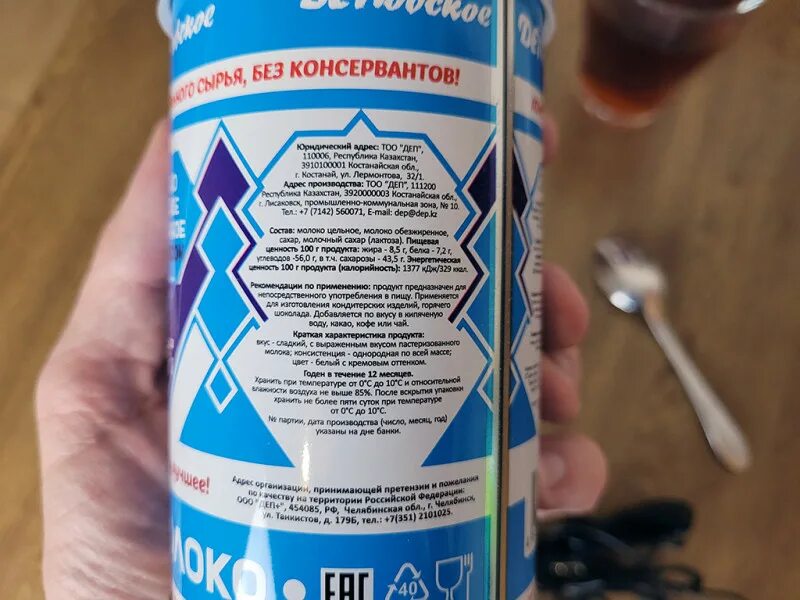 ДЕПовское
ного сырья, БЕЗ КОНСЕРВАНТОВ!
Юридический адрес: ТОО "ДЕП",
110006, Республика Казахстан,
3910100001 Костанайская обл.,
г. Костанай, ул. Лермонтова, 32/1.
Адрес производства: ТОО "ДЕП", 111200
Республика Казахстан, 3920000003 Костанайская обл.,
г. Лисаковск, промышленно-коммунальная зона, № 10.
Тел.: +7 (7142) 560071, E-mail: dep@dep.kz
Состав: молоко цельное, молоко обезжиренное,
сахар, молочный сахар (лактоза). Пищевая
ценность 100 г продукта: жира - 8,5 г, белка - 7,2 г,
углеводов -56,0 г, в т.ч. сахарозы - 43,5 г. Энергетическая
ценность 100 г продукта (калорийность): 1377 кДж/329 ккал.
Рекомендации по применению: продукт предназначен для
непосредственного употребления в пищу. Применяется
для изготовления кондитерских изделий, горячего
шоколада. Добавляется по вкусу в кипяченую
воду, какао, кофе или чай.
Краткая характеристика продукта:
вкус - сладкий, с выраженным вкусом пастеризованного
молока; консистенция - однородная по всей массе;
цвет - белый с кремовым оттенком.
Годен в течение 12 месяцев.
Хранить при температуре от 0°С до 10°С и относительной
влажности воздуха не выше 85%. После вскрытия упаковки
хранить не более пяти суток при температуре
от 0°С до 10°С.
№ партии, дата производства (число, месяц, год)
указаны на дне банки.
лучшее!
Адрес организации, принимающей претензии и пожелания
по качеству на территории Российской Федерации:
ООО "ДЕП+", 454085, РФ, Челябинская обл., г. Челябинск,
ул. Танкистов, д. 179Б, тел.: +7(351) 2101025.
ЛОКО •
EAC
40